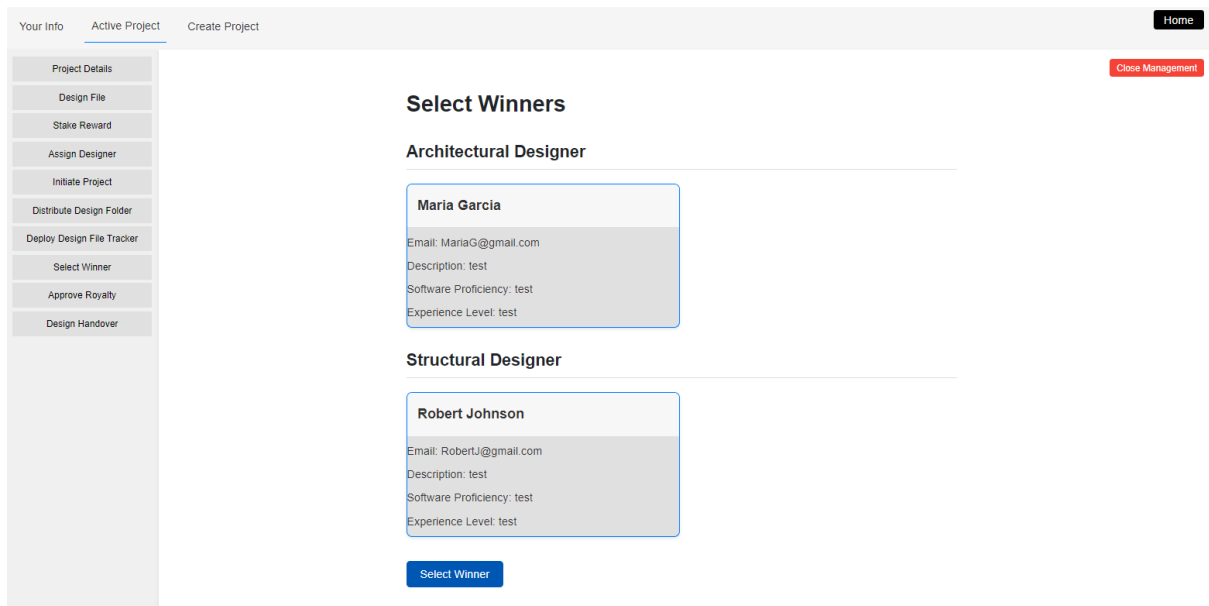 Your Info
Active Project
Create Project
Home
Close Management
Project Details
Design File
Stake Reward
Assign Designer
Initiate Project
Distribute Design Folder
Deploy Design File Tracker
Select Winner
Approve Royalty
Design Handover
Select Winners
Architectural Designer
Maria Garcia
Email: MariaG@gmail.com
Description: test
Software Proficiency: test
Experience Level: test
Structural Designer
Robert Johnson
Email: RobertJ@gmail.com
Description: test
Software Proficiency: test
Experience Level: test
Select Winner